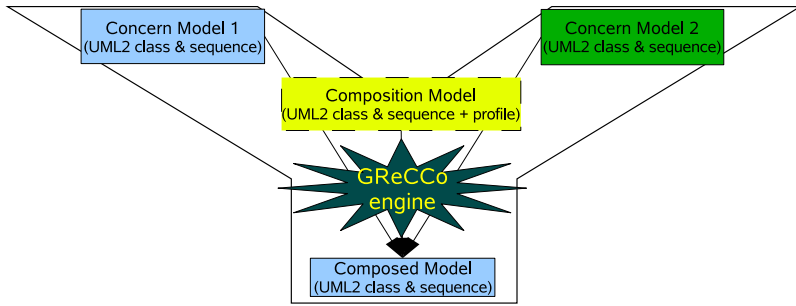 Concern Model 1
(UML2 class & sequence)
Concern Model 2
(UML2 class & sequence)
Composition Model
(UML2 class & sequence + profile)
GReCCo
engine
Composed Model
(UML2 class & sequence)